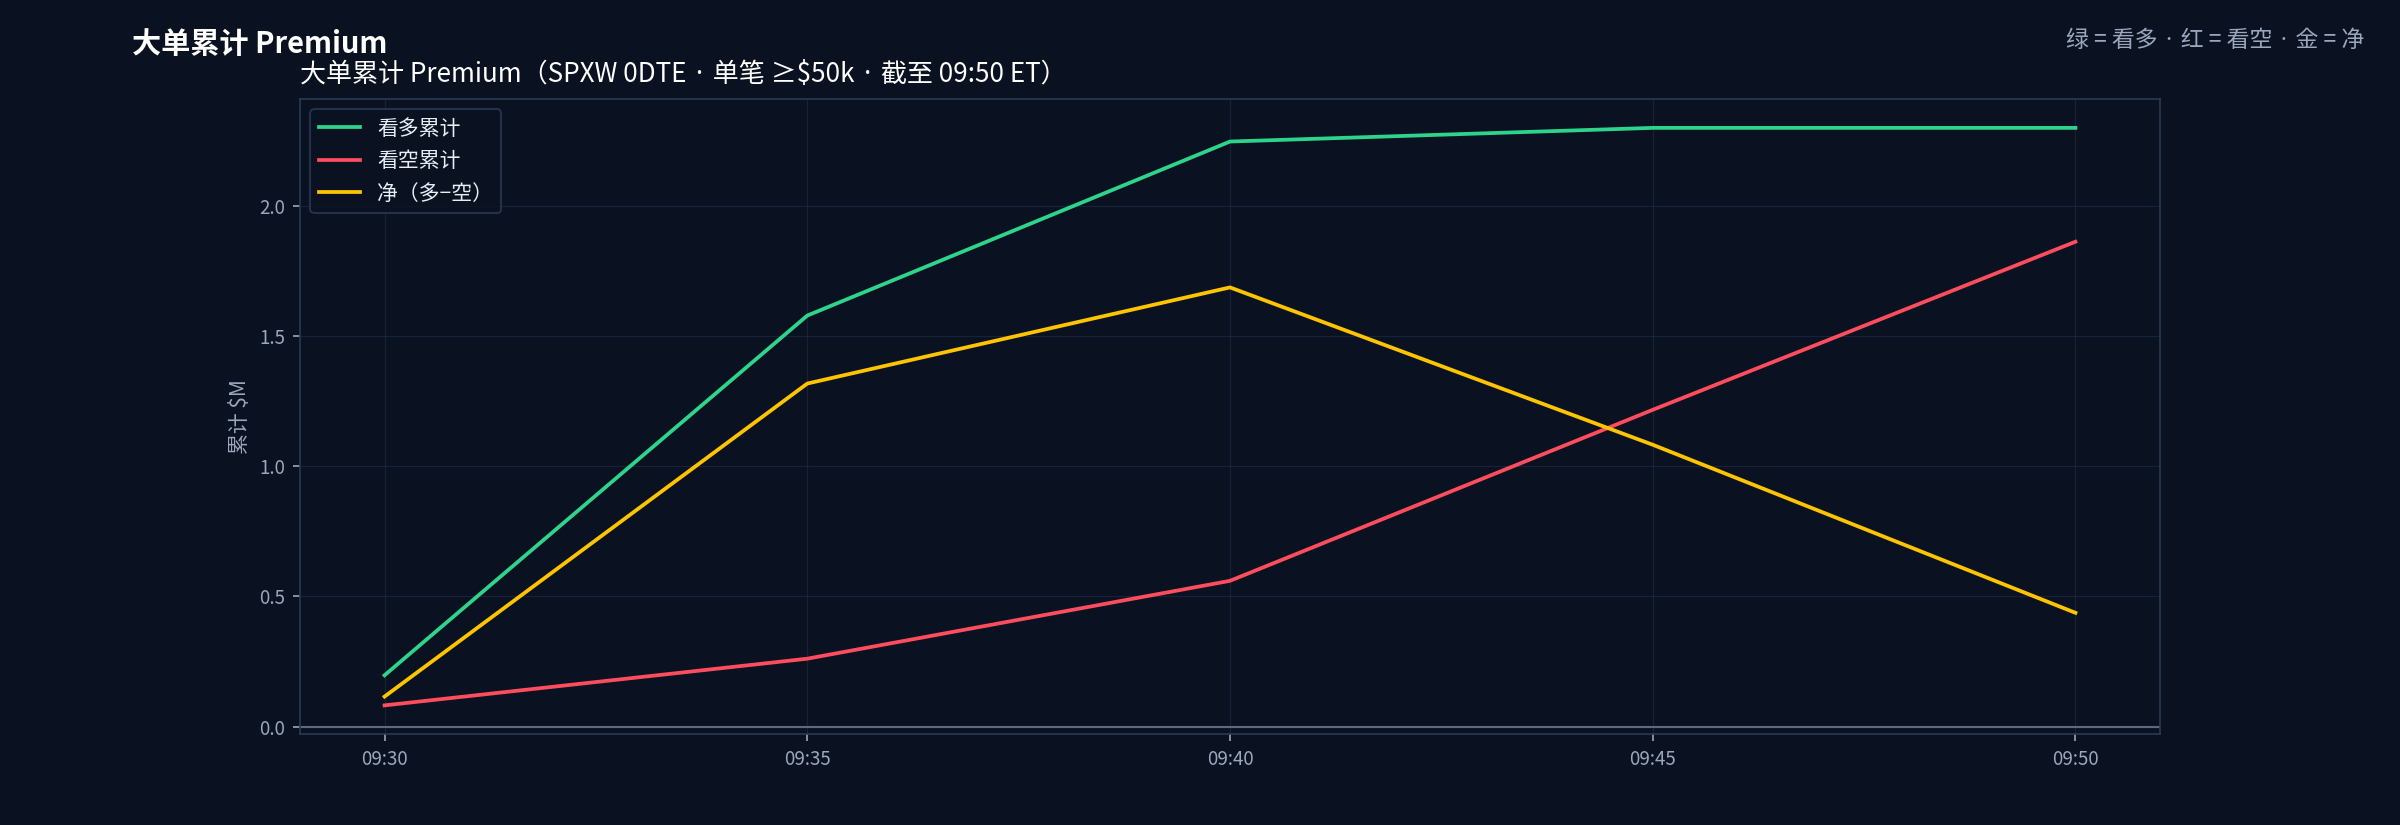 大单累计 Premium
绿 = 看多 · 红 = 看空 · 金 = 净
大单累计 Premium（SPXW 0DTE · 单笔 ≥$50k · 截至 09:50 ET）
看多累计
看空累计
净（多−空）
累计 $M
2.0
1.5
1.0
0.5
0.0
09:30
09:35
09:40
09:45
09:50